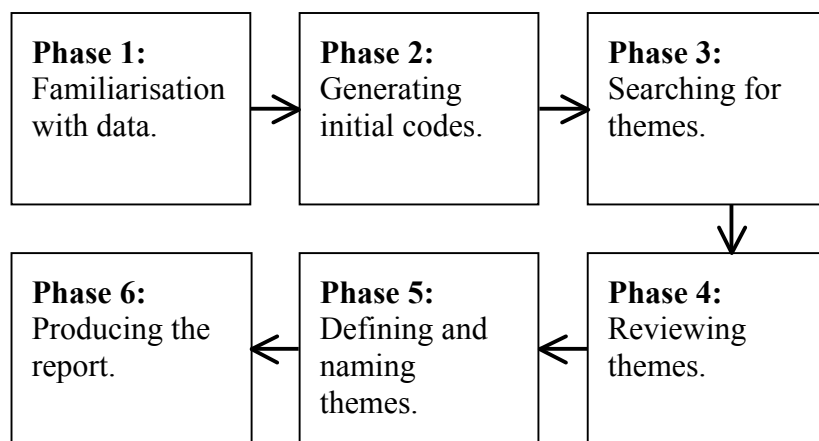 Phase 1:
Familiarisation
with data.
Phase 2:
Generating
initial codes.
Phase 3:
Searching for
themes.
Phase 4:
Reviewing
themes.
Phase 5:
Defining and
naming
themes.
Phase 6:
Producing the
report.